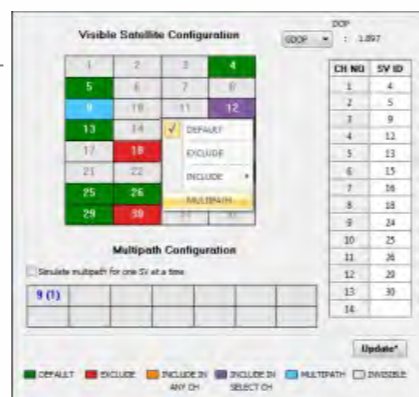 DOP
Visible Satellite Configuration
GDOP : 1.897
1 2 3 4
5 6 7 8
9 10 11 12
13 14
17 18
21 22
25 26
29 30
DEFAULT
EXCLUDE
INCLUDE
MULTIPATH
CH NO SV ID
1 4
2 5
3 9
4 12
5 13
6 15
7 16
8 18
9 24
10 25
11 26
12 29
13 30
14
Multipath Configuration
Simulate multipath for one SV at a time
9 (1)
Update*
DEFAULT EXCLUDE INCLUDE IN ANY CH INCLUDE IN SELECT CH MULTIPATH INVISIBLE